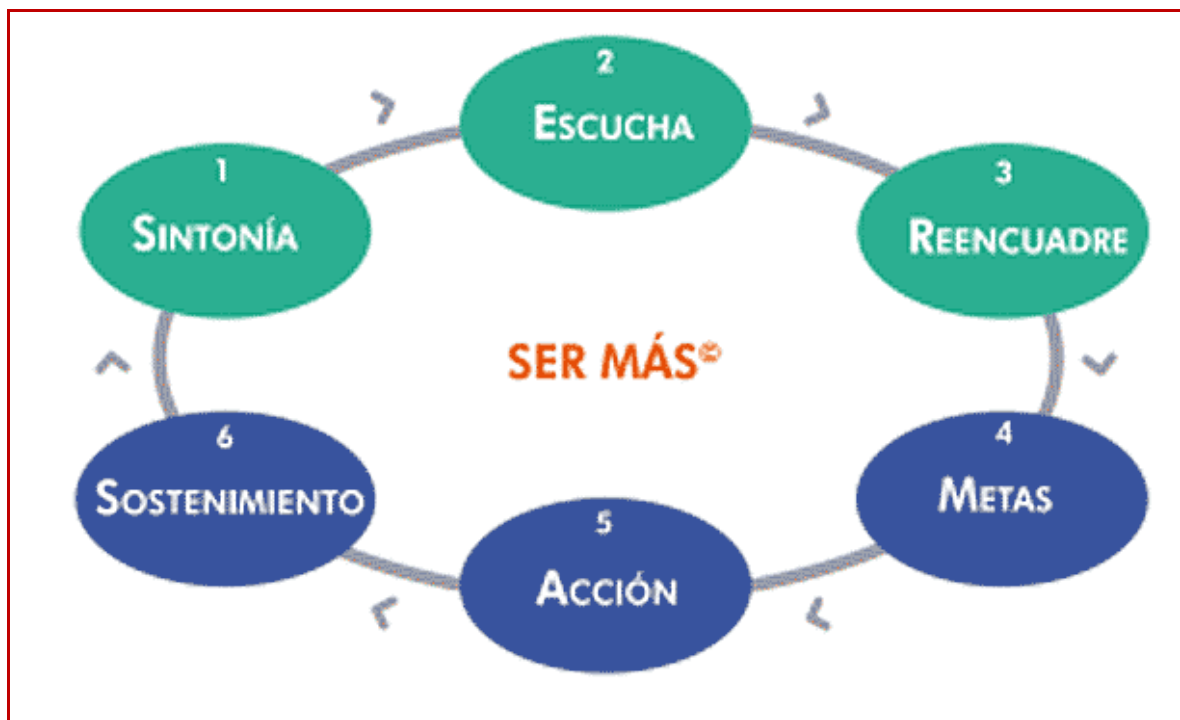 1
SINTONÍA
2
ESCUCHA
3
REENCUADRE
4
METAS
5
ACCIÓN
6
SOSTENIMIENTO
SER MÁS©